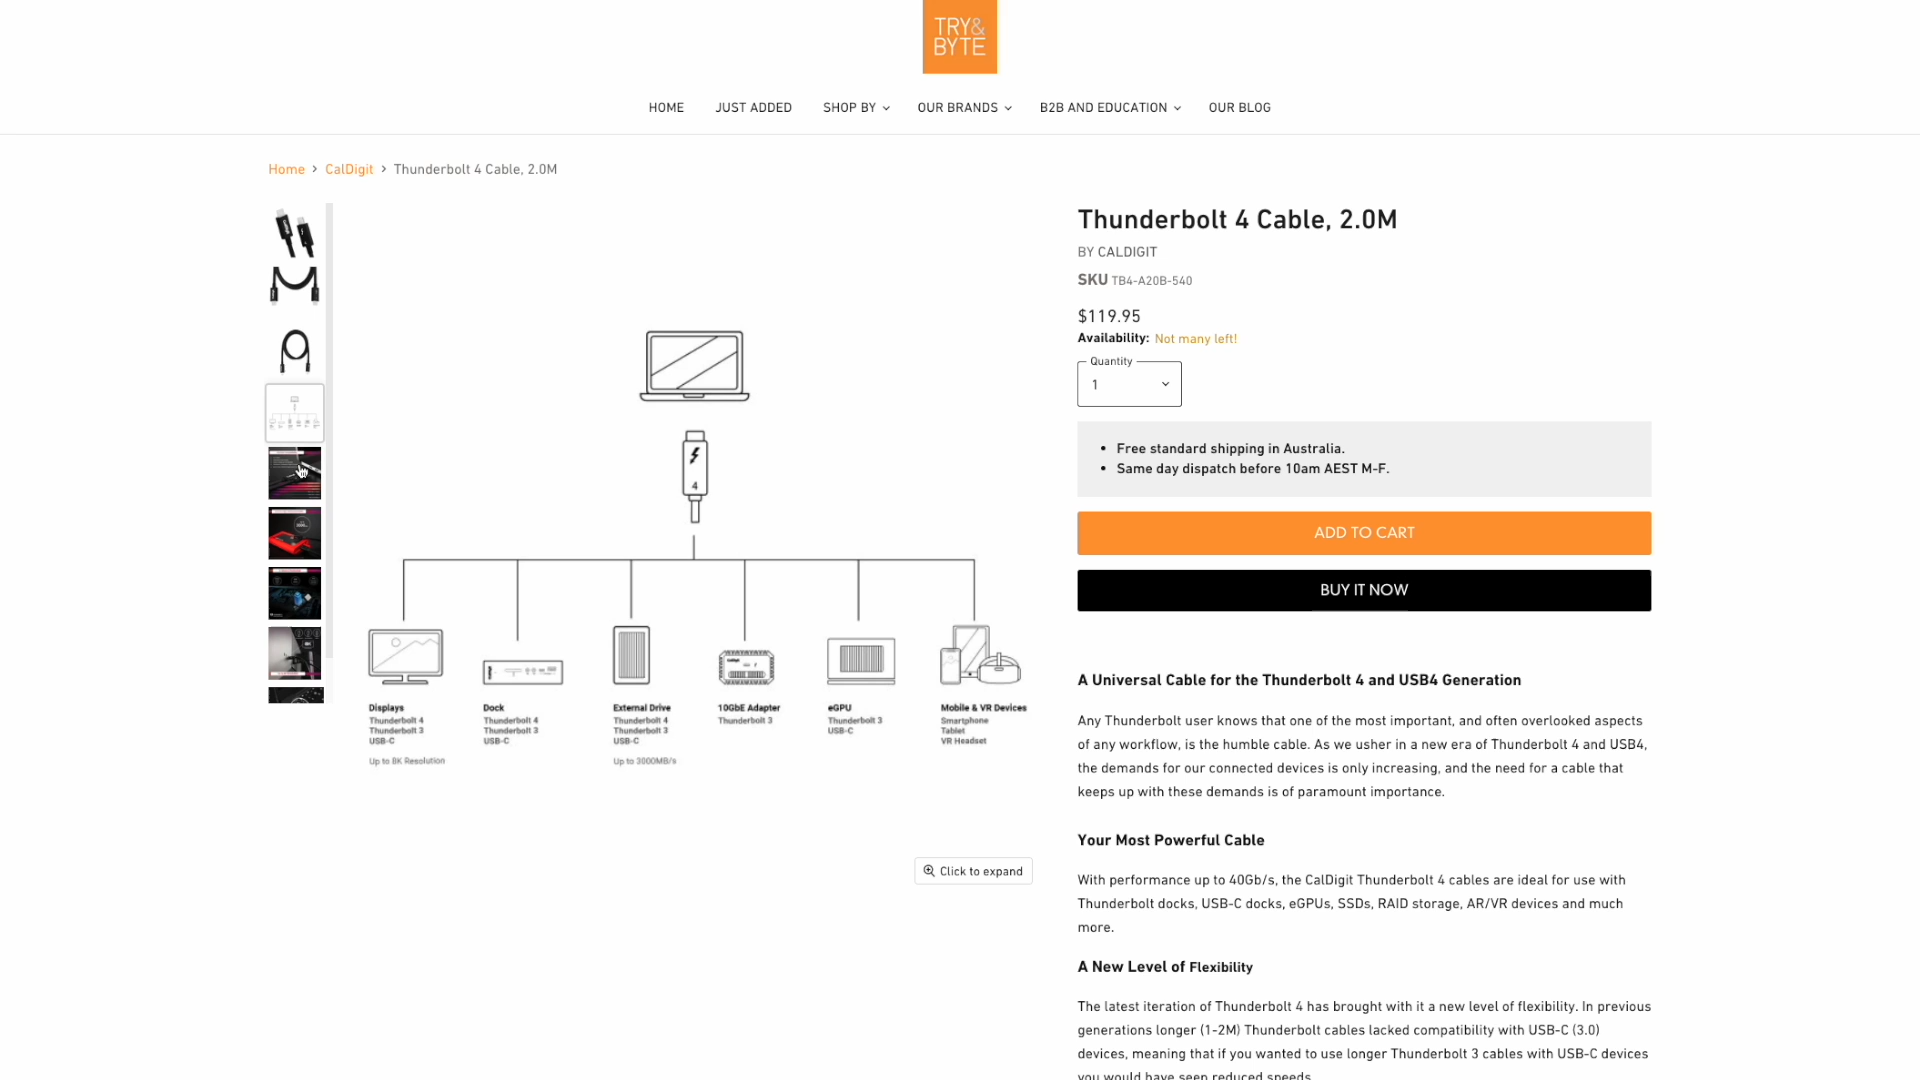 TRY&
BYTE
HOME
JUST ADDED
SHOP BY
OUR BRANDS
B2B AND EDUCATION
OUR BLOG
Home > CalDigit > Thunderbolt 4 Cable, 2.0M
4
Displays
Thunderbolt 4
Thunderbolt 3
USB-C
Up to 8K Resolution
Dock
Thunderbolt 4
Thunderbolt 3
USB-C
External Drive
Thunderbolt 4
Thunderbolt 3
USB-C
Up to 3000MB/s
10GbE Adapter
Thunderbolt 3
eGPU
Thunderbolt 3
USB-C
Mobile & VR Devices
Smartphone
Tablet
VR Headset
Click to expand
Thunderbolt 4 Cable, 2.0M
BY CALDIGIT
SKU TB4-A20B-540
$119.95
Availability: Not many left!
Quantity
1
• Free standard shipping in Australia.
• Same day dispatch before 10am AEST M-F.
ADD TO CART
BUY IT NOW
A Universal Cable for the Thunderbolt 4 and USB4 Generation
Any Thunderbolt user knows that one of the most important, and often overlooked aspects
of any workflow, is the humble cable. As we usher in a new era of Thunderbolt 4 and USB4,
the demands for our connected devices is only increasing, and the need for a cable that
keeps up with these demands is of paramount importance.
Your Most Powerful Cable
With performance up to 40Gb/s, the CalDigit Thunderbolt 4 cables are ideal for use with
Thunderbolt docks, USB-C docks, eGPUs, SSDs, RAID storage, AR/VR devices and much
more.
A New Level of Flexibility
The latest iteration of Thunderbolt 4 has brought with it a new level of flexibility. In previous
generations longer (1-2M) Thunderbolt cables lacked compatibility with USB-C (3.0)
devices, meaning that if you wanted to use longer Thunderbolt 3 cables with USB-C devices
you would have seen reduced speeds.